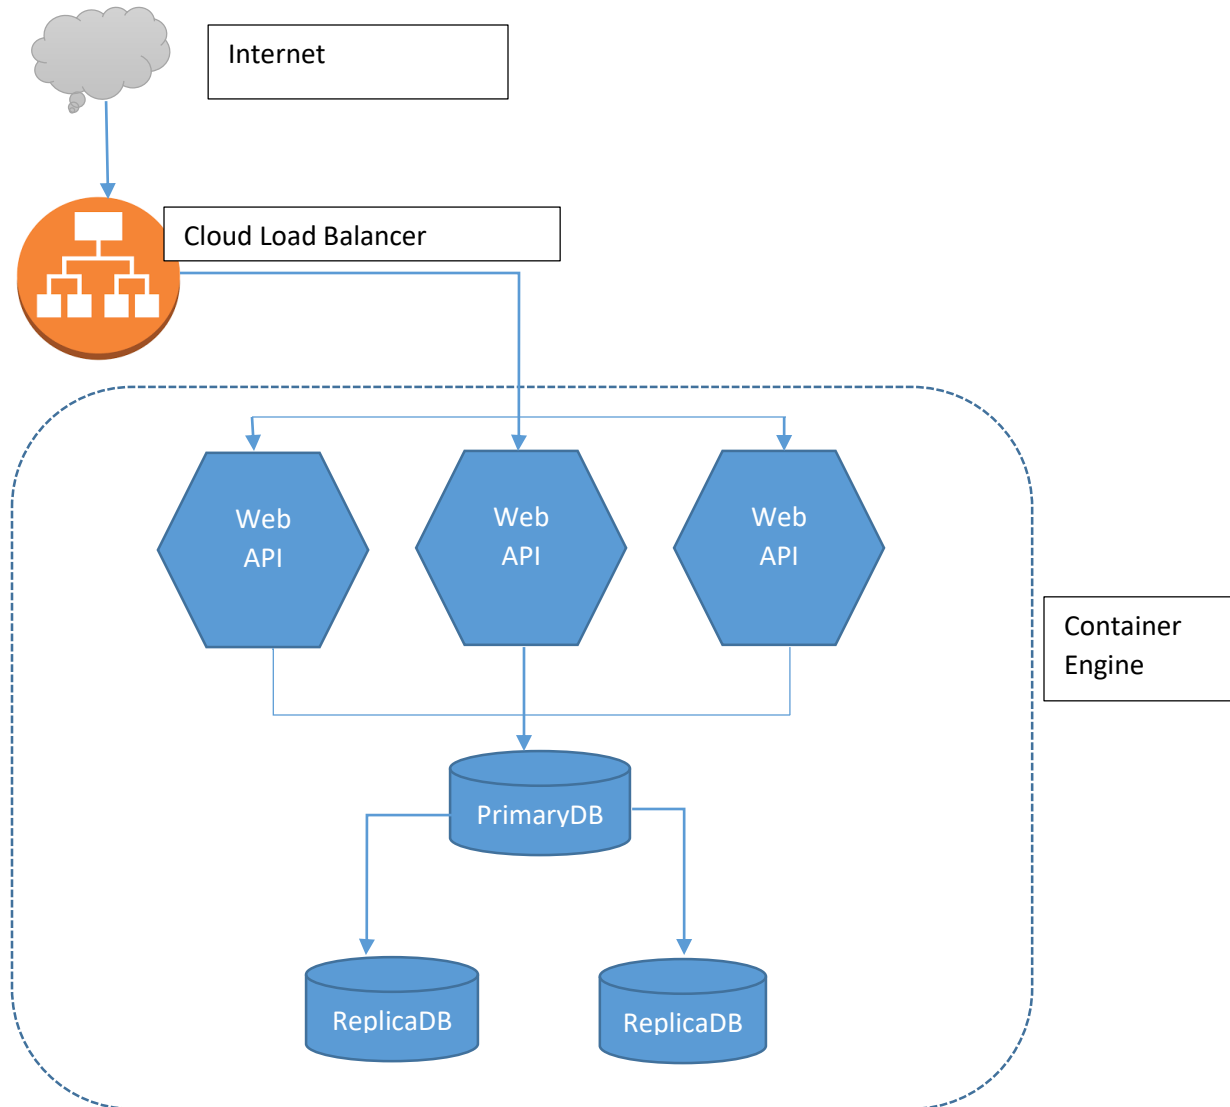 Internet
Cloud Load Balancer
Web
API
Web
API
Web
API
Container
Engine
PrimaryDB
ReplicaDB
ReplicaDB